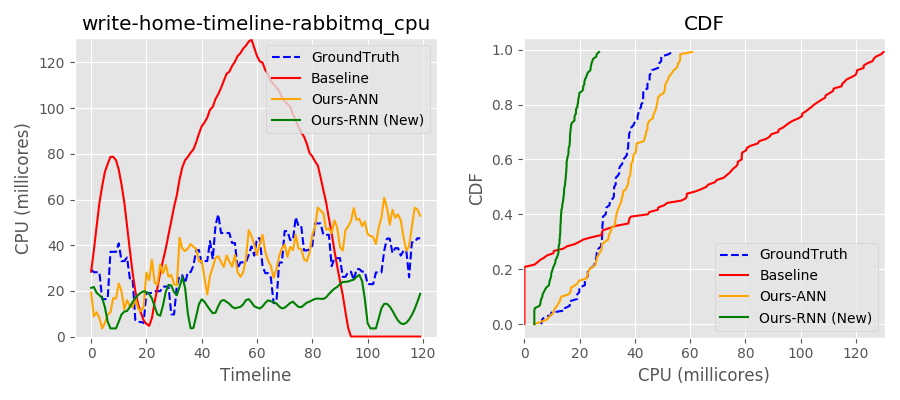 write-home-timeline-rabbitmq_cpu
CPU (millicores)
120
100
80
60
40
20
0
0
20
40
60
80
100
120
Timeline
GroundTruth
Baseline
Ours-ANN
Ours-RNN (New)
CDF
CDF
1.0
0.8
0.6
0.4
0.2
0.0
0
20
40
60
80
100
120
CPU (millicores)
GroundTruth
Baseline
Ours-ANN
Ours-RNN (New)